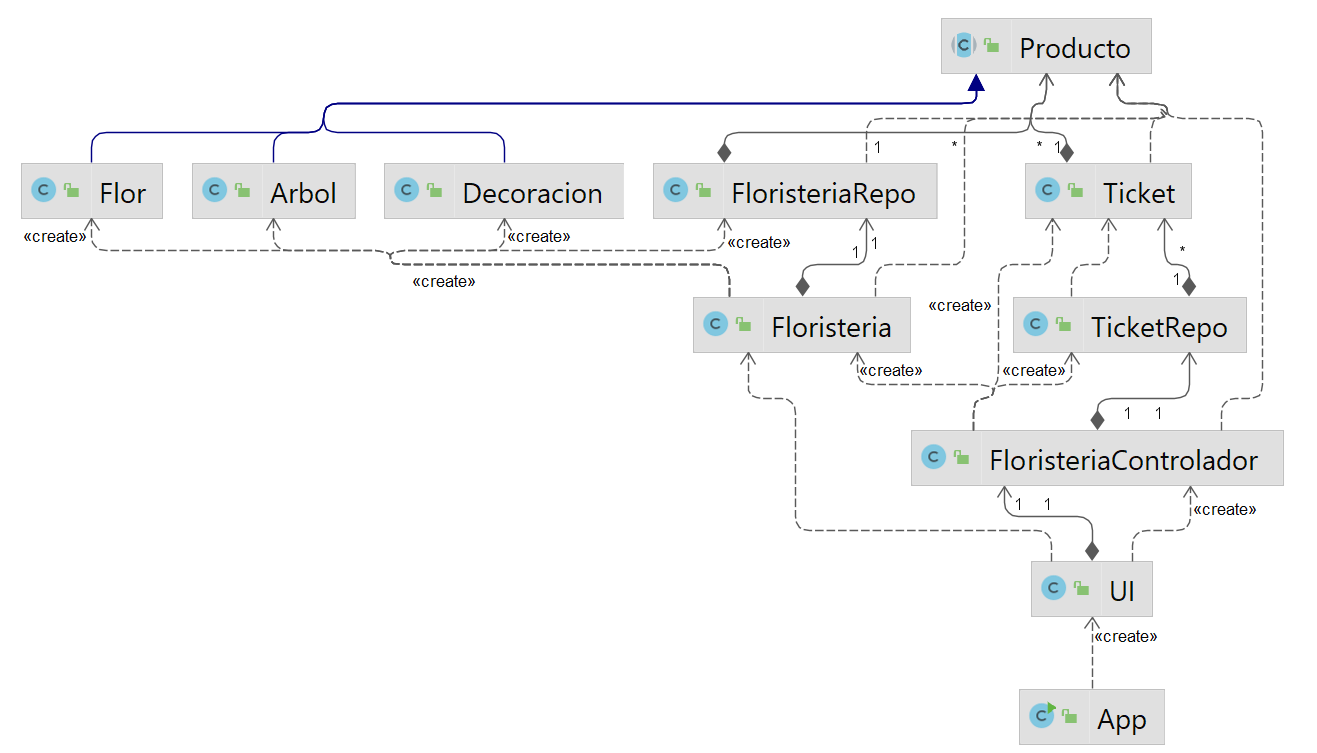 Producto
1
*
*
1
Flor
Arbol
Decoracion
FloristeriaRepo
Ticket
«create»
«create»
«create»
1
1
*
1
«create»
«create»
Floristeria
TicketRepo
«create»
«create»
1
1
FloristeriaControlador
1
1
«create»
UI
«create»
App